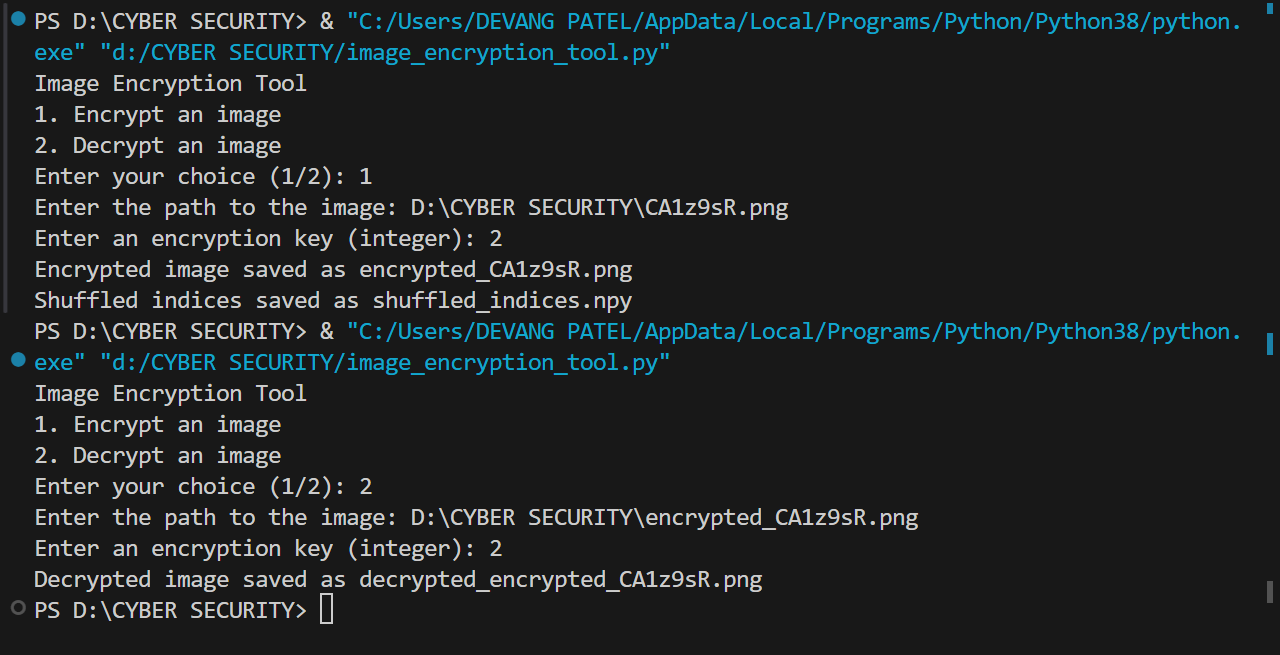 PS D:\CYBER SECURITY> & "C:/Users/DEVANG PATEL/AppData/Local/Programs/Python/Python38/python.
exe" "d:/CYBER SECURITY/image_encryption_tool.py"
Image Encryption Tool
1. Encrypt an image
2. Decrypt an image
Enter your choice (1/2): 1
Enter the path to the image: D:\CYBER SECURITY\CA1z9sR.png
Enter an encryption key (integer): 2
Encrypted image saved as encrypted_CA1z9sR.png
Shuffled indices saved as shuffled_indices.npy
PS D:\CYBER SECURITY> & "C:/Users/DEVANG PATEL/AppData/Local/Programs/Python/Python38/python.
exe" "d:/CYBER SECURITY/image_encryption_tool.py"
Image Encryption Tool
1. Encrypt an image
2. Decrypt an image
Enter your choice (1/2): 2
Enter the path to the image: D:\CYBER SECURITY\encrypted_CA1z9sR.png
Enter an encryption key (integer): 2
Decrypted image saved as decrypted_encrypted_CA1z9sR.png
PS D:\CYBER SECURITY>